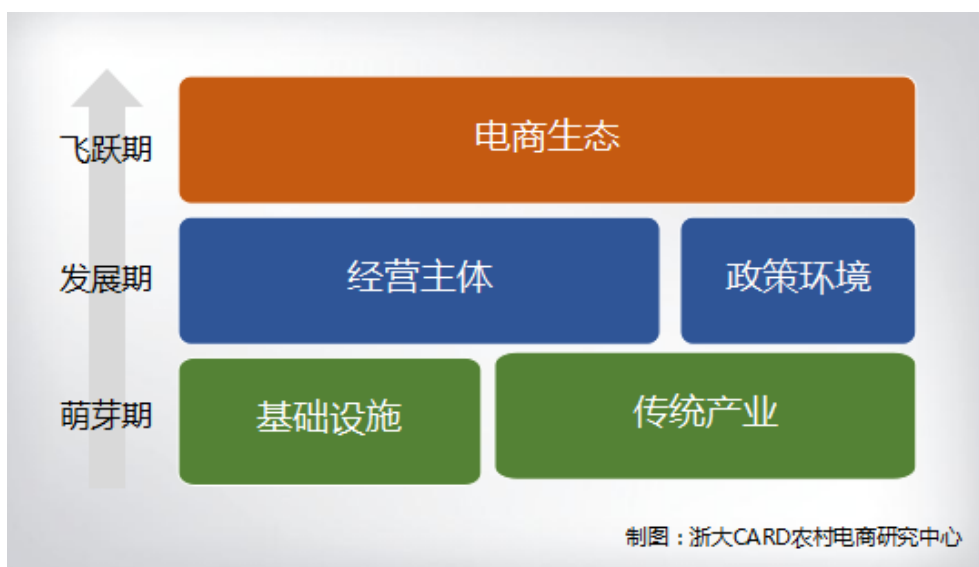 飞跃期
电商生态
发展期
经营主体
政策环境
萌芽期
基础设施
传统产业
制图：浙大CARD农村电商研究中心